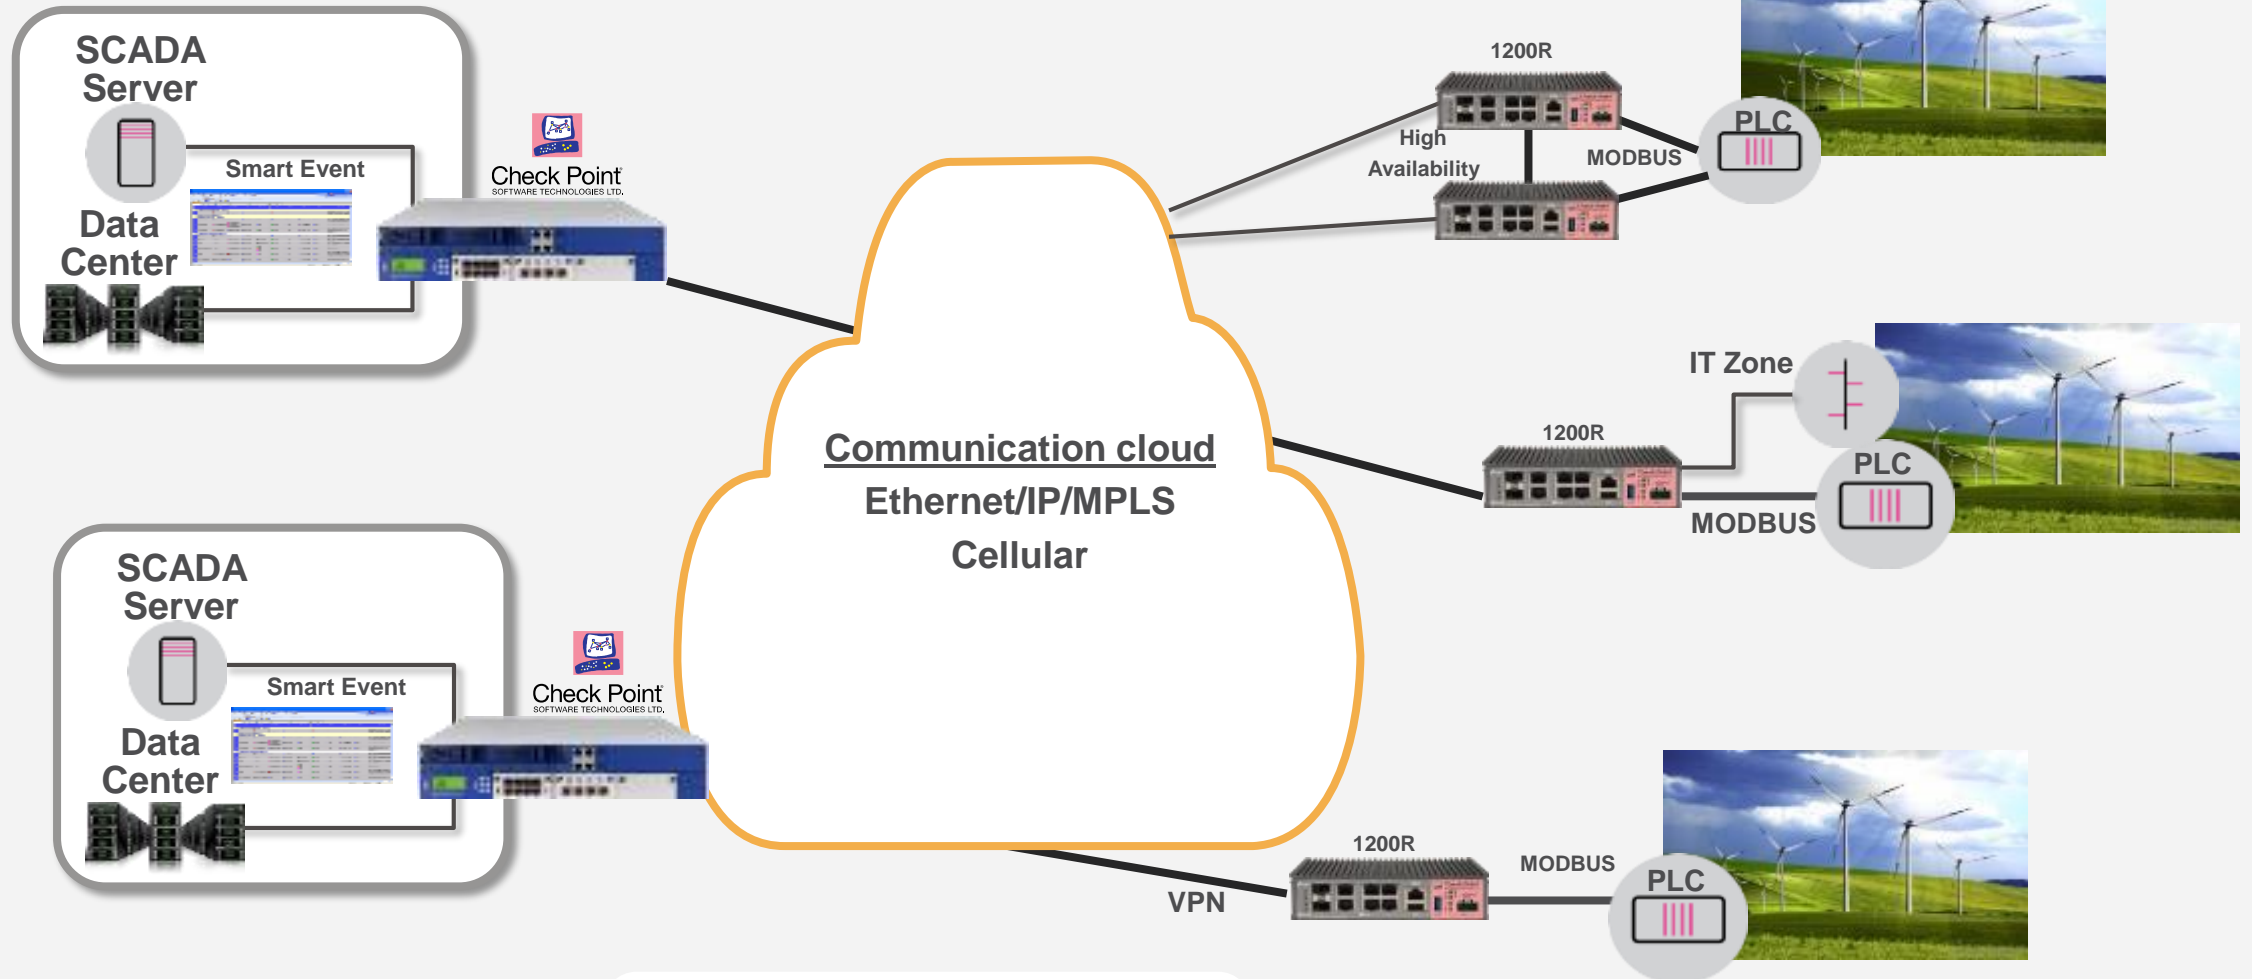 SCADA
Server
Smart Event
Data
Center
Check Point
SOFTWARE TECHNOLOGIES LTD.
SCADA
Server
Smart Event
Data
Center
Check Point
SOFTWARE TECHNOLOGIES LTD.
Communication cloud
Ethernet/IP/MPLS
Cellular
1200R
High
Availability
MODBUS
PLC
IT Zone
1200R
PLC
MODBUS
1200R
VPN
MODBUS
PLC